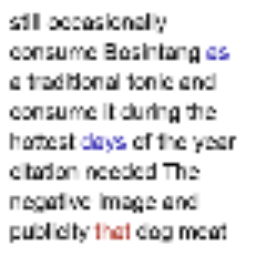 still occasionally
consume Bosintang as
a traditional tonic and
consume it during the
hottest days of the year
citation needed The
negative image and
publicity that dog meat